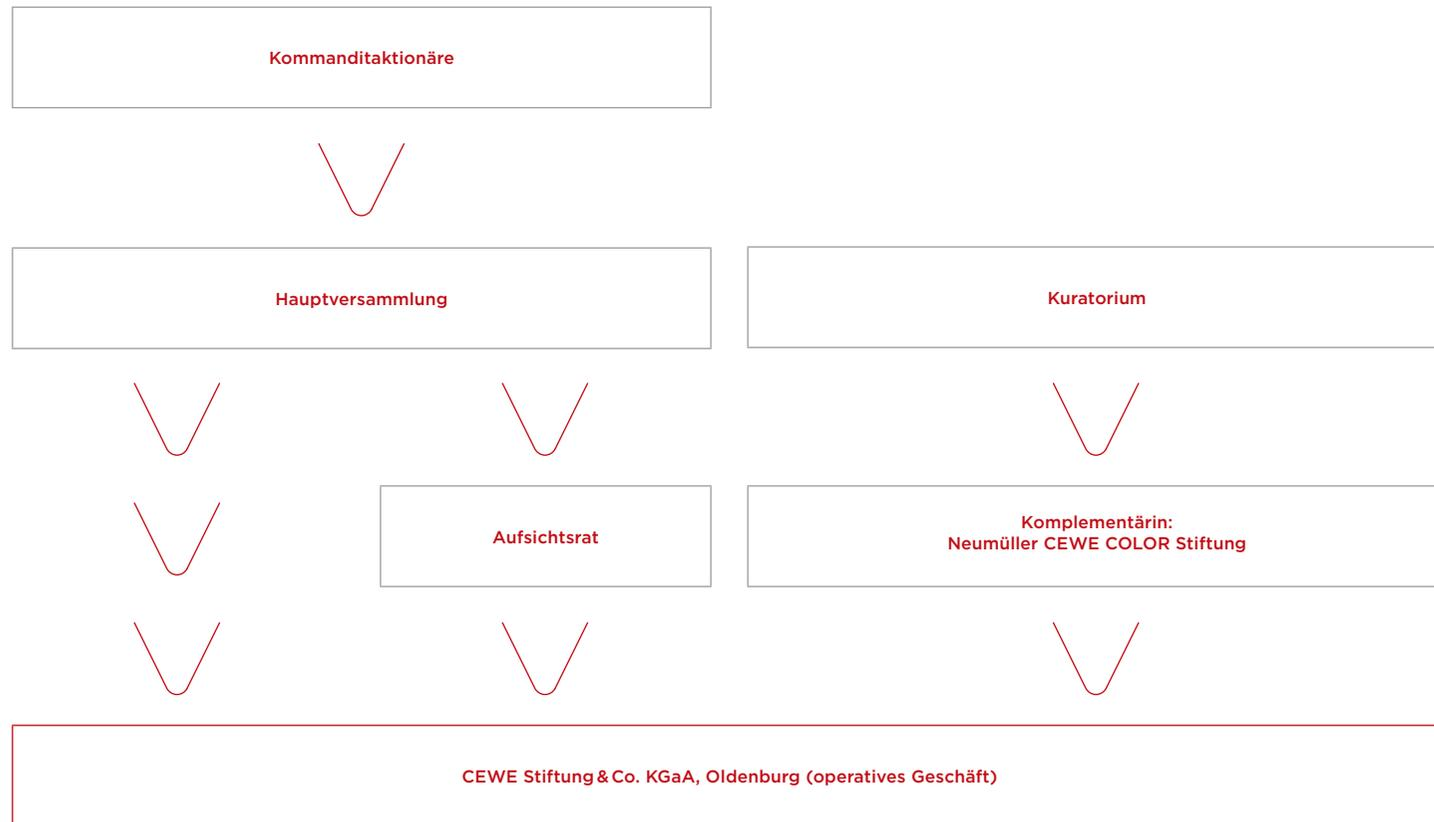 Kommanditaktionäre
Hauptversammlung
Kuratorium
Aufsichtsrat
Komplementärin:
Neumüller CEWE COLOR Stiftung
CEWE Stiftung & Co. KGaA, Oldenburg (operatives Geschäft)